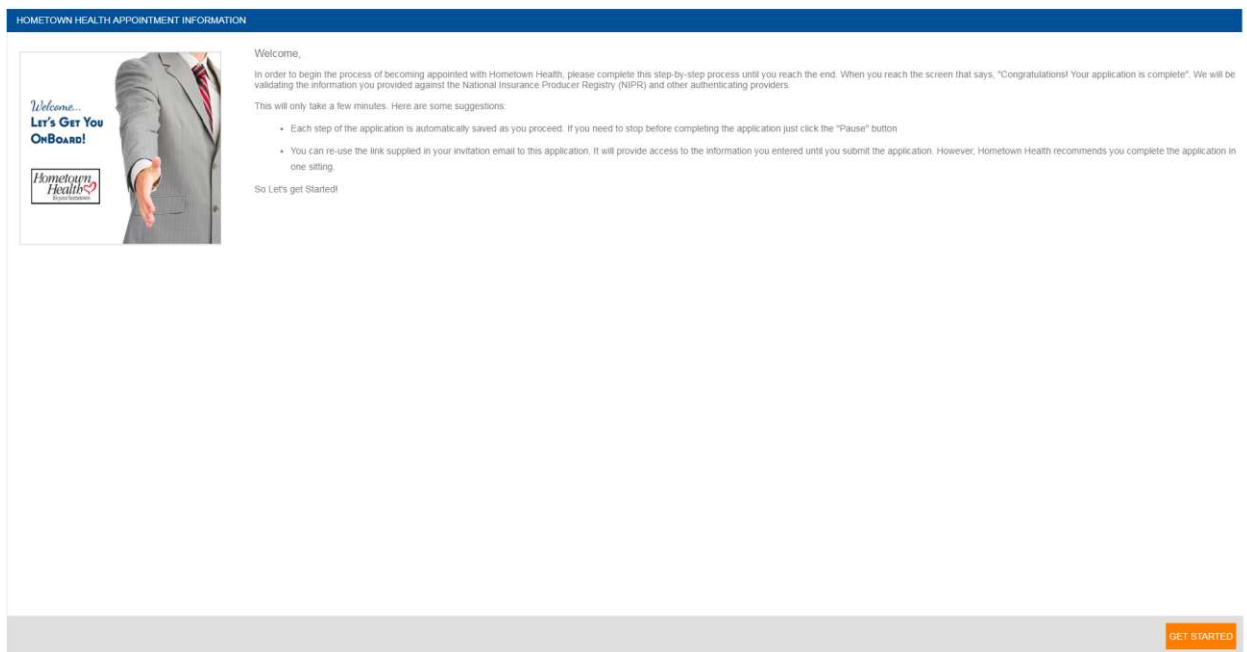 HOMETOWN HEALTH APPOINTMENT INFORMATION
Welcome...
LET'S GET YOU
ONBOARD!
Hometown
Health
Welcome,
In order to begin the process of becoming appointed with Hometown Health, please complete this step-by-step process until you reach the end. When you reach the screen that says, "Congratulations! Your application is complete". We will be
validating the information you provided against the National Insurance Producer Registry (NIPR) and other authenticating providers.
This will only take a few minutes. Here are some suggestions:
• Each step of the application is automatically saved as you proceed. If you need to stop before completing the application just click the "Pause" button
• You can re-use the link supplied in your invitation email to this application. It will provide access to the information you entered until you submit the application. However, Hometown Health recommends you complete the application in
one sitting.
So Let's get Started!
GET STARTED